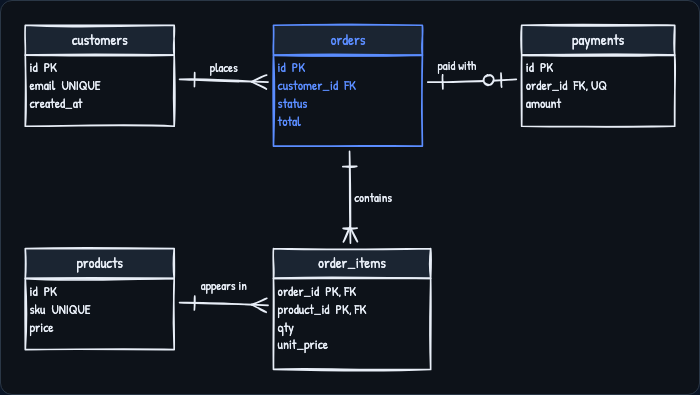 customers
id PK
email UNIQUE
created_at
places
orders
id PK
customer_id FK
status
total
paid with
payments
id PK
order_id FK, UQ
amount
contains
products
id PK
sku UNIQUE
price
appears in
order_items
order_id PK, FK
product_id PK, FK
qty
unit_price